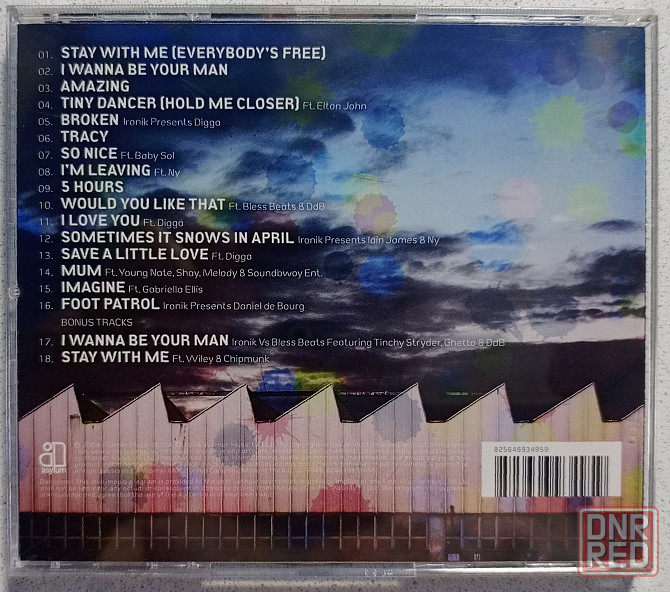 01. STAY WITH ME (EVERYBODY'S FREE)
02. I WANNA BE YOUR MAN
03. AMAZING
04. TINY DANCER (HOLD ME CLOSER) Ft. Elton John
05. BROKEN Ironik Presents Digga
06. TRACY
07. SO NICE Ft. Baby Sol
08. I'M LEAVING Ft. Ny
09. 5 HOURS
10. WOULD YOU LIKE THAT Ft. Bless Beats & DdB
11. I LOVE YOU Ft. Digga
12. SOMETIMES IT SNOWS IN APRIL Ironik Presents Iain James & Ny
13. SAVE A LITTLE LOVE Ft. Digga
14. MUM Ft. Young Nate, Shay, Melody & Soundbwoy Ent.
15. IMAGINE Ft. Gabriella Ellis
16. FOOT PATROL Ironik Presents Daniel de Bourg
BONUS TRACKS
17. I WANNA BE YOUR MAN Ironik Vs Bless Beats Featuring Tinchy Stryder, Ghetto & DdB
18. STAY WITH ME Ft. Wiley & Chipmunk
asylum
825646934959
DNR
RED